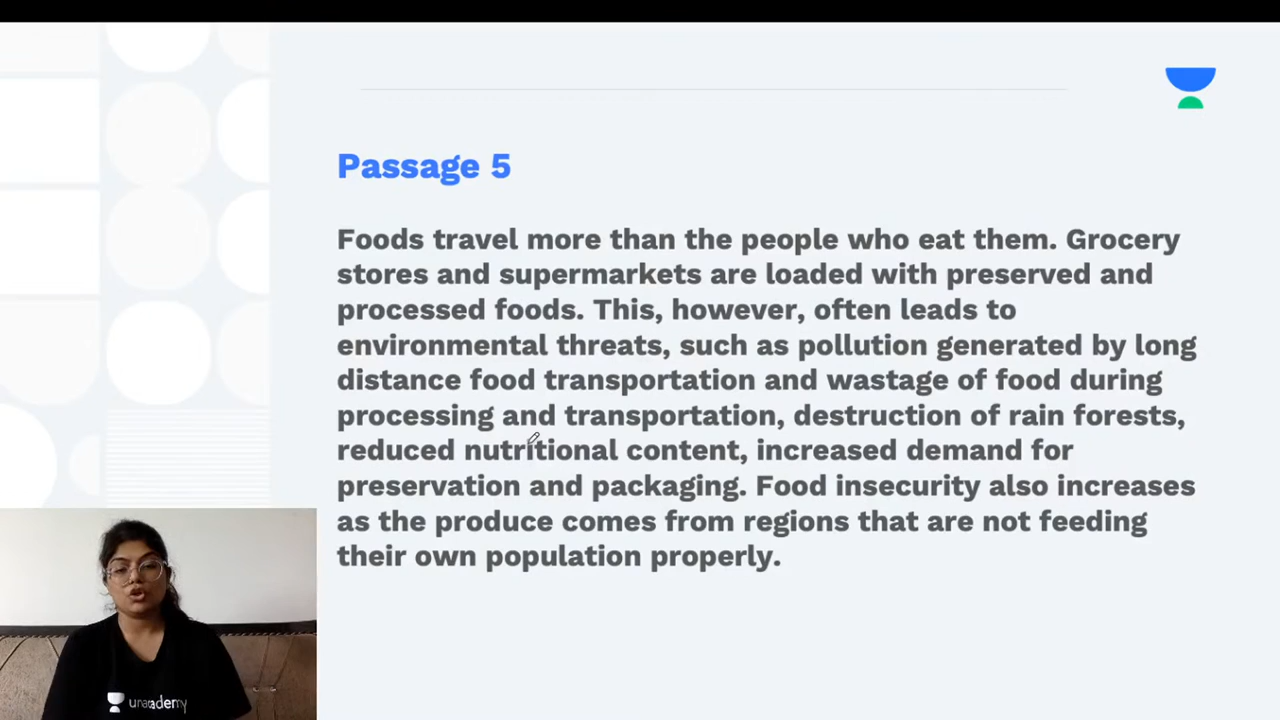 Passage 5
Foods travel more than the people who eat them. Grocery
stores and supermarkets are loaded with preserved and
processed foods. This, however, often leads to
environmental threats, such as pollution generated by long
distance food transportation and wastage of food during
processing and transportation, destruction of rain forests,
reduced nutritional content, increased demand for
preservation and packaging. Food insecurity also increases
as the produce comes from regions that are not feeding
their own population properly.